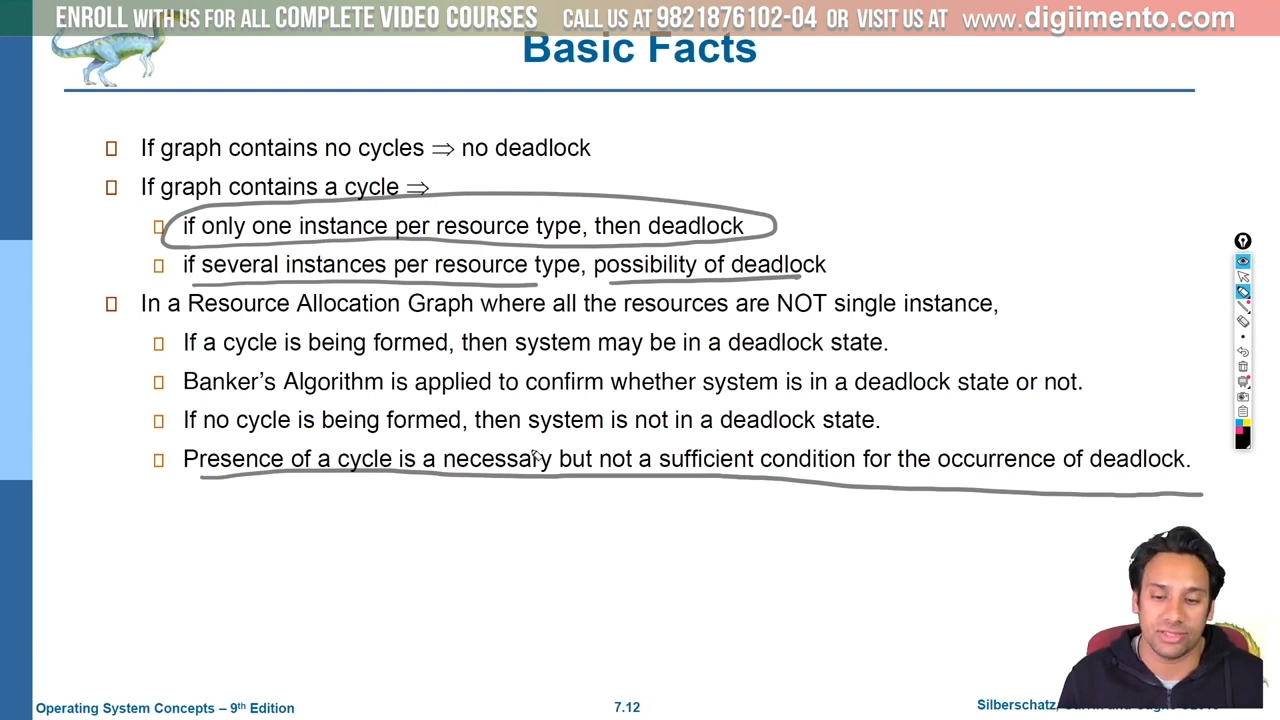 ENROLL WITH US FOR ALL COMPLETE VIDEO COURSES CALL US AT 9821876102-04 OR VISIT US AT www.digiimento.com
Basic Facts
If graph contains no cycles ⇒ no deadlock
If graph contains a cycle ⇒
if only one instance per resource type, then deadlock
if several instances per resource type, possibility of deadlock
In a Resource Allocation Graph where all the resources are NOT single instance,
If a cycle is being formed, then system may be in a deadlock state.
Banker's Algorithm is applied to confirm whether system is in a deadlock state or not.
If no cycle is being formed, then system is not in a deadlock state.
Presence of a cycle is a necessary but not a sufficient condition for the occurrence of deadlock.
Operating System Concepts – 9th Edition
7.12
Silberschatz,